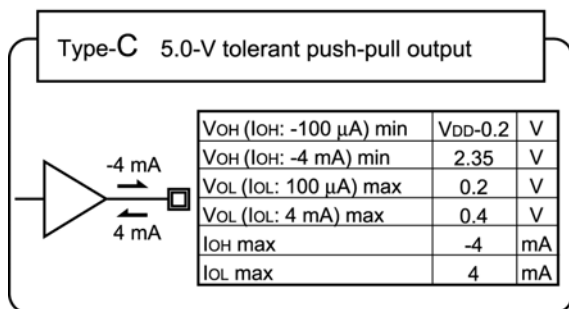 Type-C 5.0-V tolerant push-pull output
-4 mA
4 mA
VOH (IOH: -100 μA) min VDD-0.2 V
VOH (IOH: -4 mA) min 2.35 V
VOL (IOL: 100 μA) max 0.2 V
VOL (IOL: 4 mA) max 0.4 V
IOH max -4 mA
IOL max 4 mA